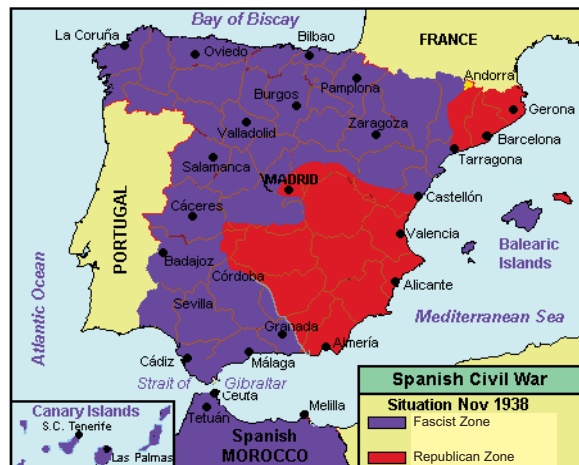 Bay of Biscay
La Coruña
Oviedo
Bilbao
FRANCE
Andorra
Pamplona
Burgos
Gerona
Zaragoza
Valladolid
Barcelona
Tarragona
Salamanca
MADRID
Castellón
PORTUGAL
Cáceres
Valencia
Balearic
Islands
Badajoz
Córdoba
Alicante
Atlantic Ocean
Sevilla
Mediterranean Sea
Granada
Almería
Cádiz
Málaga
Strait of Gibraltar
Ceuta
Tetuán
Melilla
Spanish
MOROCCO
Canary Islands
S.C. Tenerife
Las Palmas
Spanish Civil War
Situation Nov 1938
Fascist Zone
Republican Zone